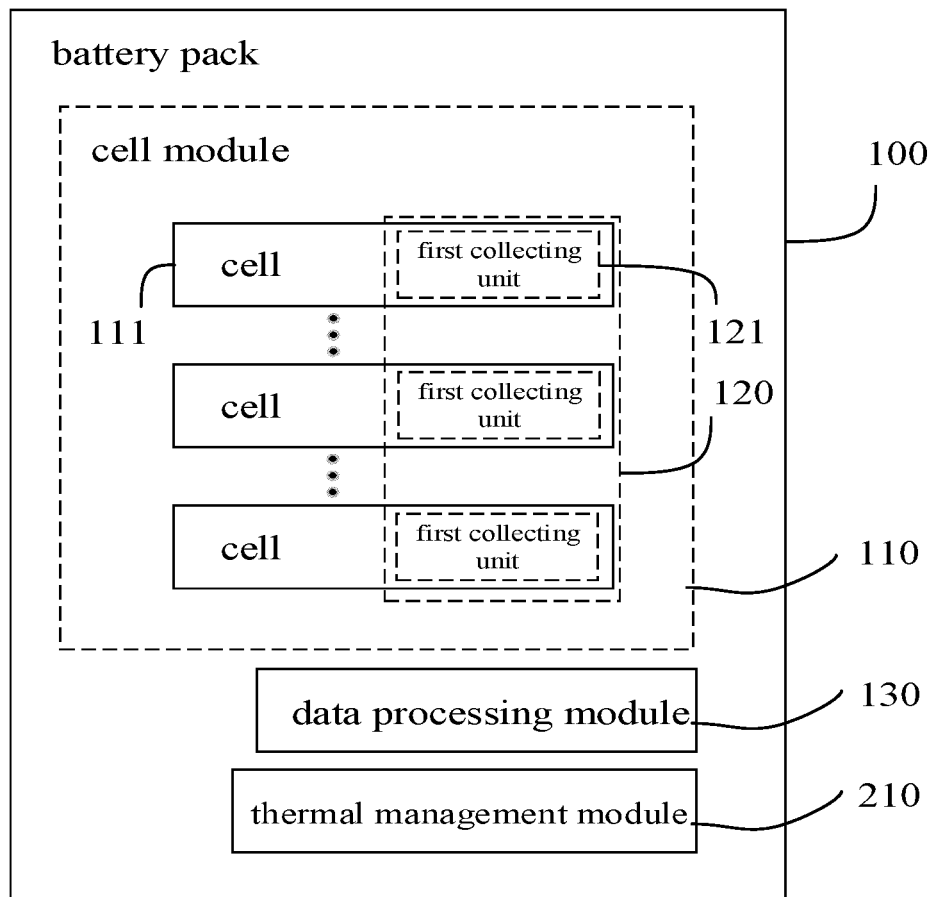 battery pack
cell module
100
cell
first collecting
unit
111
121
cell
first collecting
unit
120
cell
first collecting
unit
110
data processing module
130
thermal management module
210